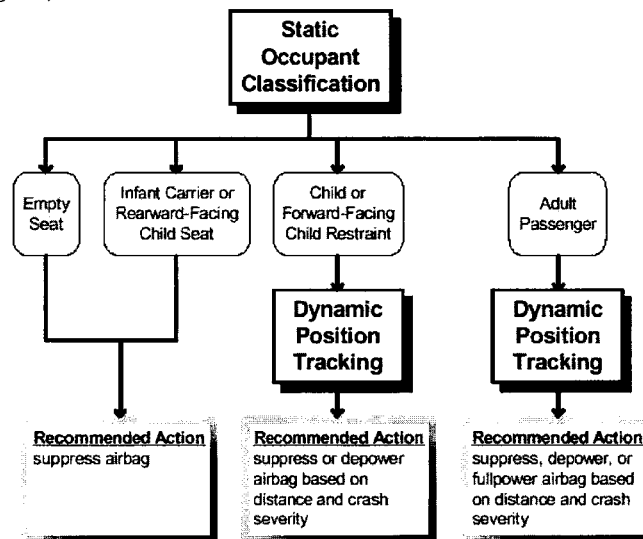 Static
Occupant
Classification
Empty
Seat
Infant Carrier or
Rearward-Facing
Child Seat
Child or
Forward-Facing
Child Restraint
Adult
Passenger
Dynamic
Position
Tracking
Dynamic
Position
Tracking
Recommended Action
suppress airbag
Recommended Action
suppress or depower
airbag based on
distance and crash
severity
Recommended Action
suppress, depower, or
fullpower airbag based
on distance and crash
severity